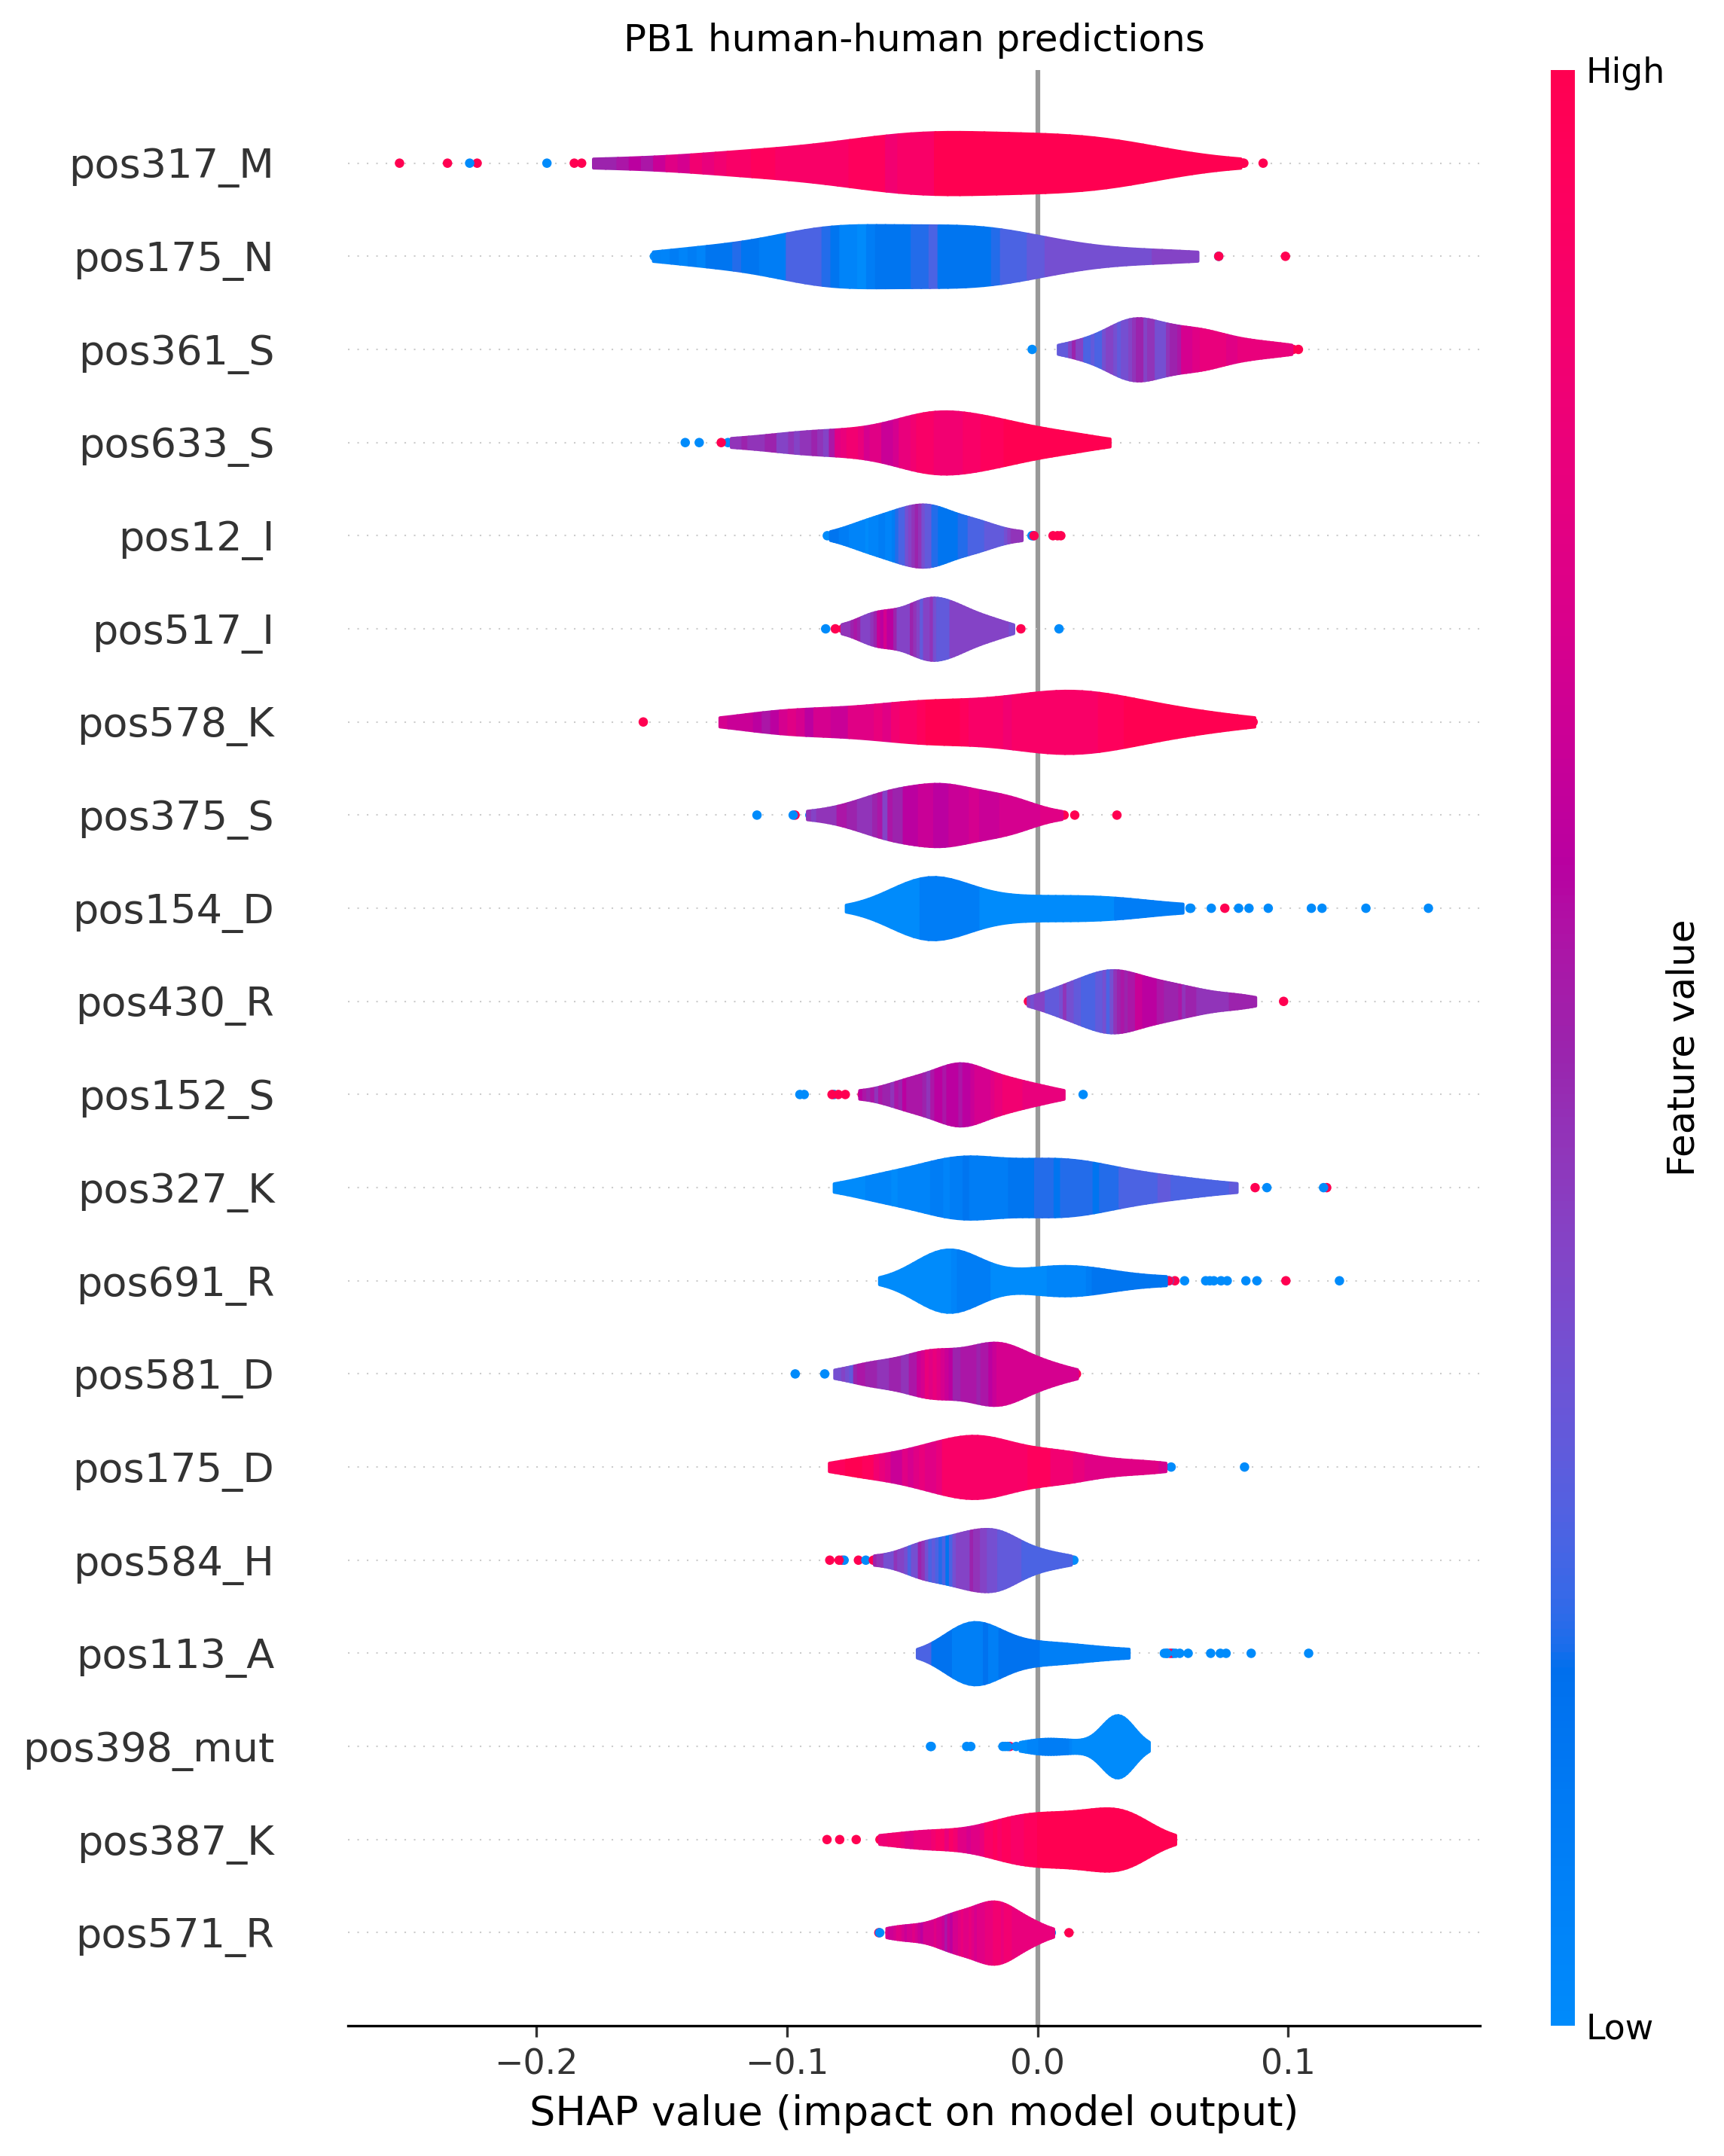 PB1 human-human predictions
High
pos317_M
pos175_N
pos361_S
pos633_S
pos12_I
pos517_I
pos578_K
pos375_S
pos154_D
pos430_R
pos152_S
pos327_K
pos691_R
pos581_D
pos175_D
pos584_H
pos113_A
pos398_mut
pos387_K
pos571_R
Feature value
Low
−0.2 −0.1 0.0 0.1
SHAP value (impact on model output)